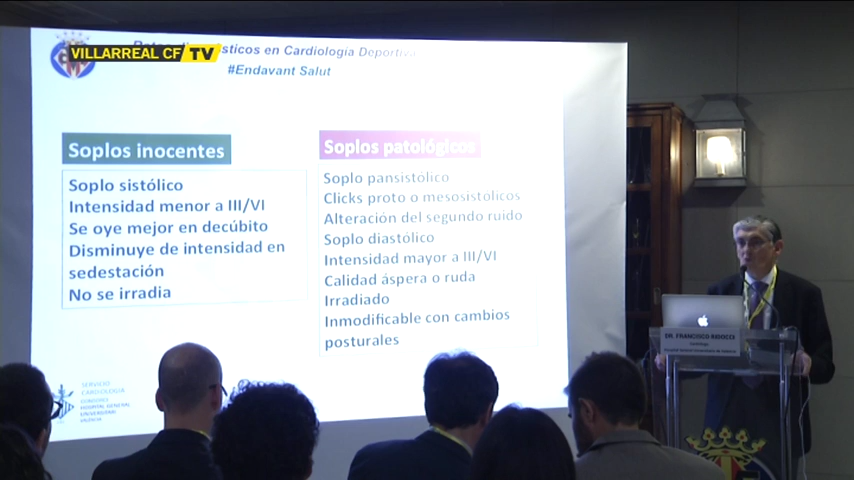 VILLARREAL CF TV
en Cardiología Deportiva
#Endavant Salut
Soplos inocentes
Soplo sistólico
Intensidad menor a III/VI
Se oye mejor en decúbito
Disminuye de intensidad en
sedestación
No se irradia
Soplos patológicos
Soplo pansistólico
Clicks proto o mesosistólicos
Alteración del segundo ruido
Soplo diastólico
Intensidad mayor a III/VI
Calidad áspera o ruda
Irradiado
Inmodificable con cambios
posturales
SERVICIO
CARDIOLOGÍA
HOSPITAL GENERAL
UNIVERSITARI
VALENCIA
DR. FRANCISCO RIDOCCI
Cardiólogo